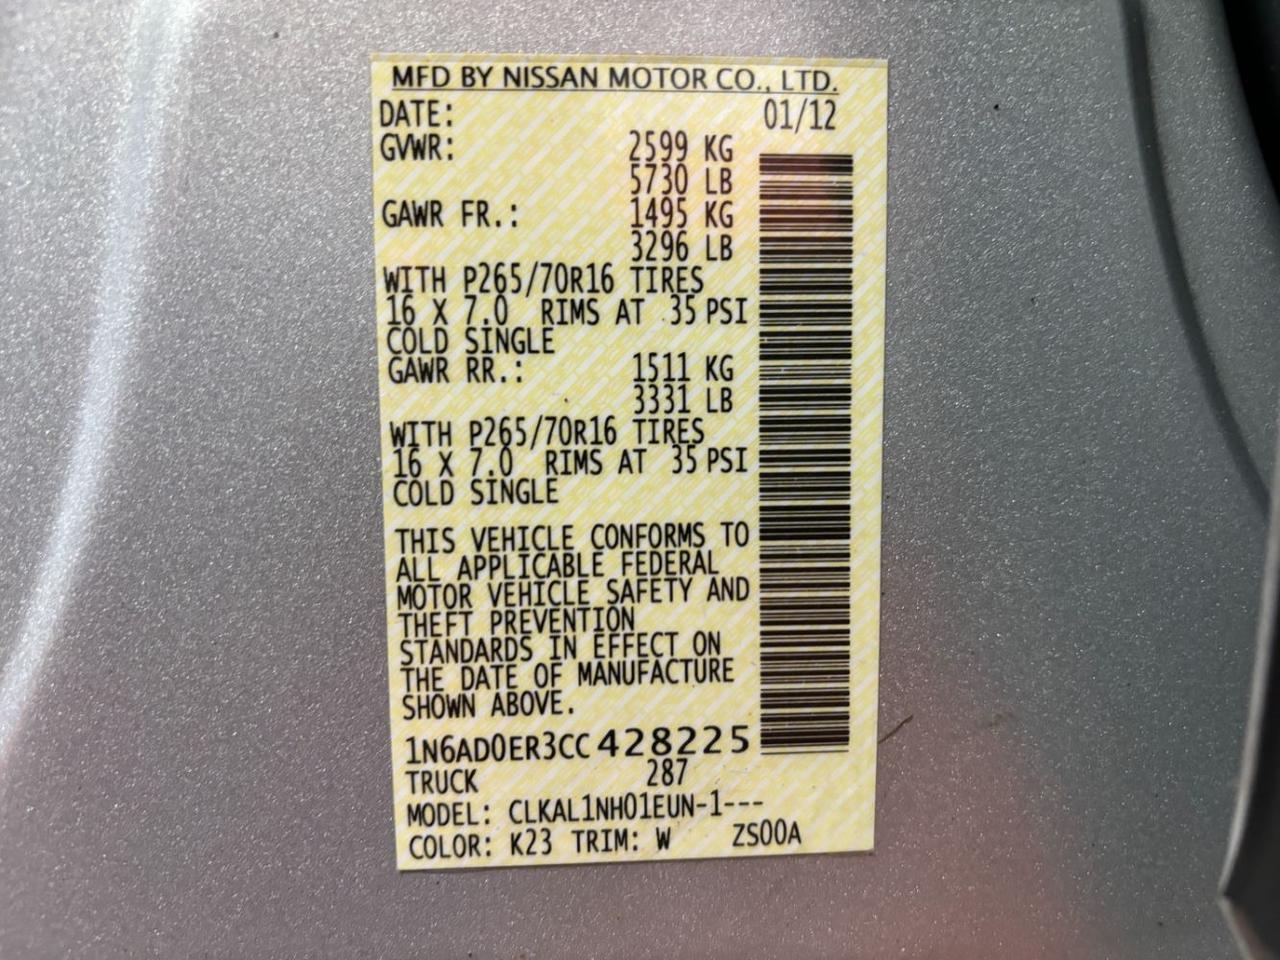 MFD BY NISSAN MOTOR CO., LTD.
DATE: 01/12
GVWR: 2599 KG
5730 LB
GAWR FR.: 1495 KG
3296 LB
WITH P265/70R16 TIRES
16 X 7.0 RIMS AT 35 PSI
COLD SINGLE
GAWR RR.: 1511 KG
3331 LB
WITH P265/70R16 TIRES
16 X 7.0 RIMS AT 35 PSI
COLD SINGLE
THIS VEHICLE CONFORMS TO
ALL APPLICABLE FEDERAL
MOTOR VEHICLE SAFETY AND
THEFT PREVENTION
STANDARDS IN EFFECT ON
THE DATE OF MANUFACTURE
SHOWN ABOVE.
1N6AD0ER3CC428225
TRUCK 287
MODEL: CLKAL1NH01EUN-1---
COLOR: K23 TRIM: W ZS00A